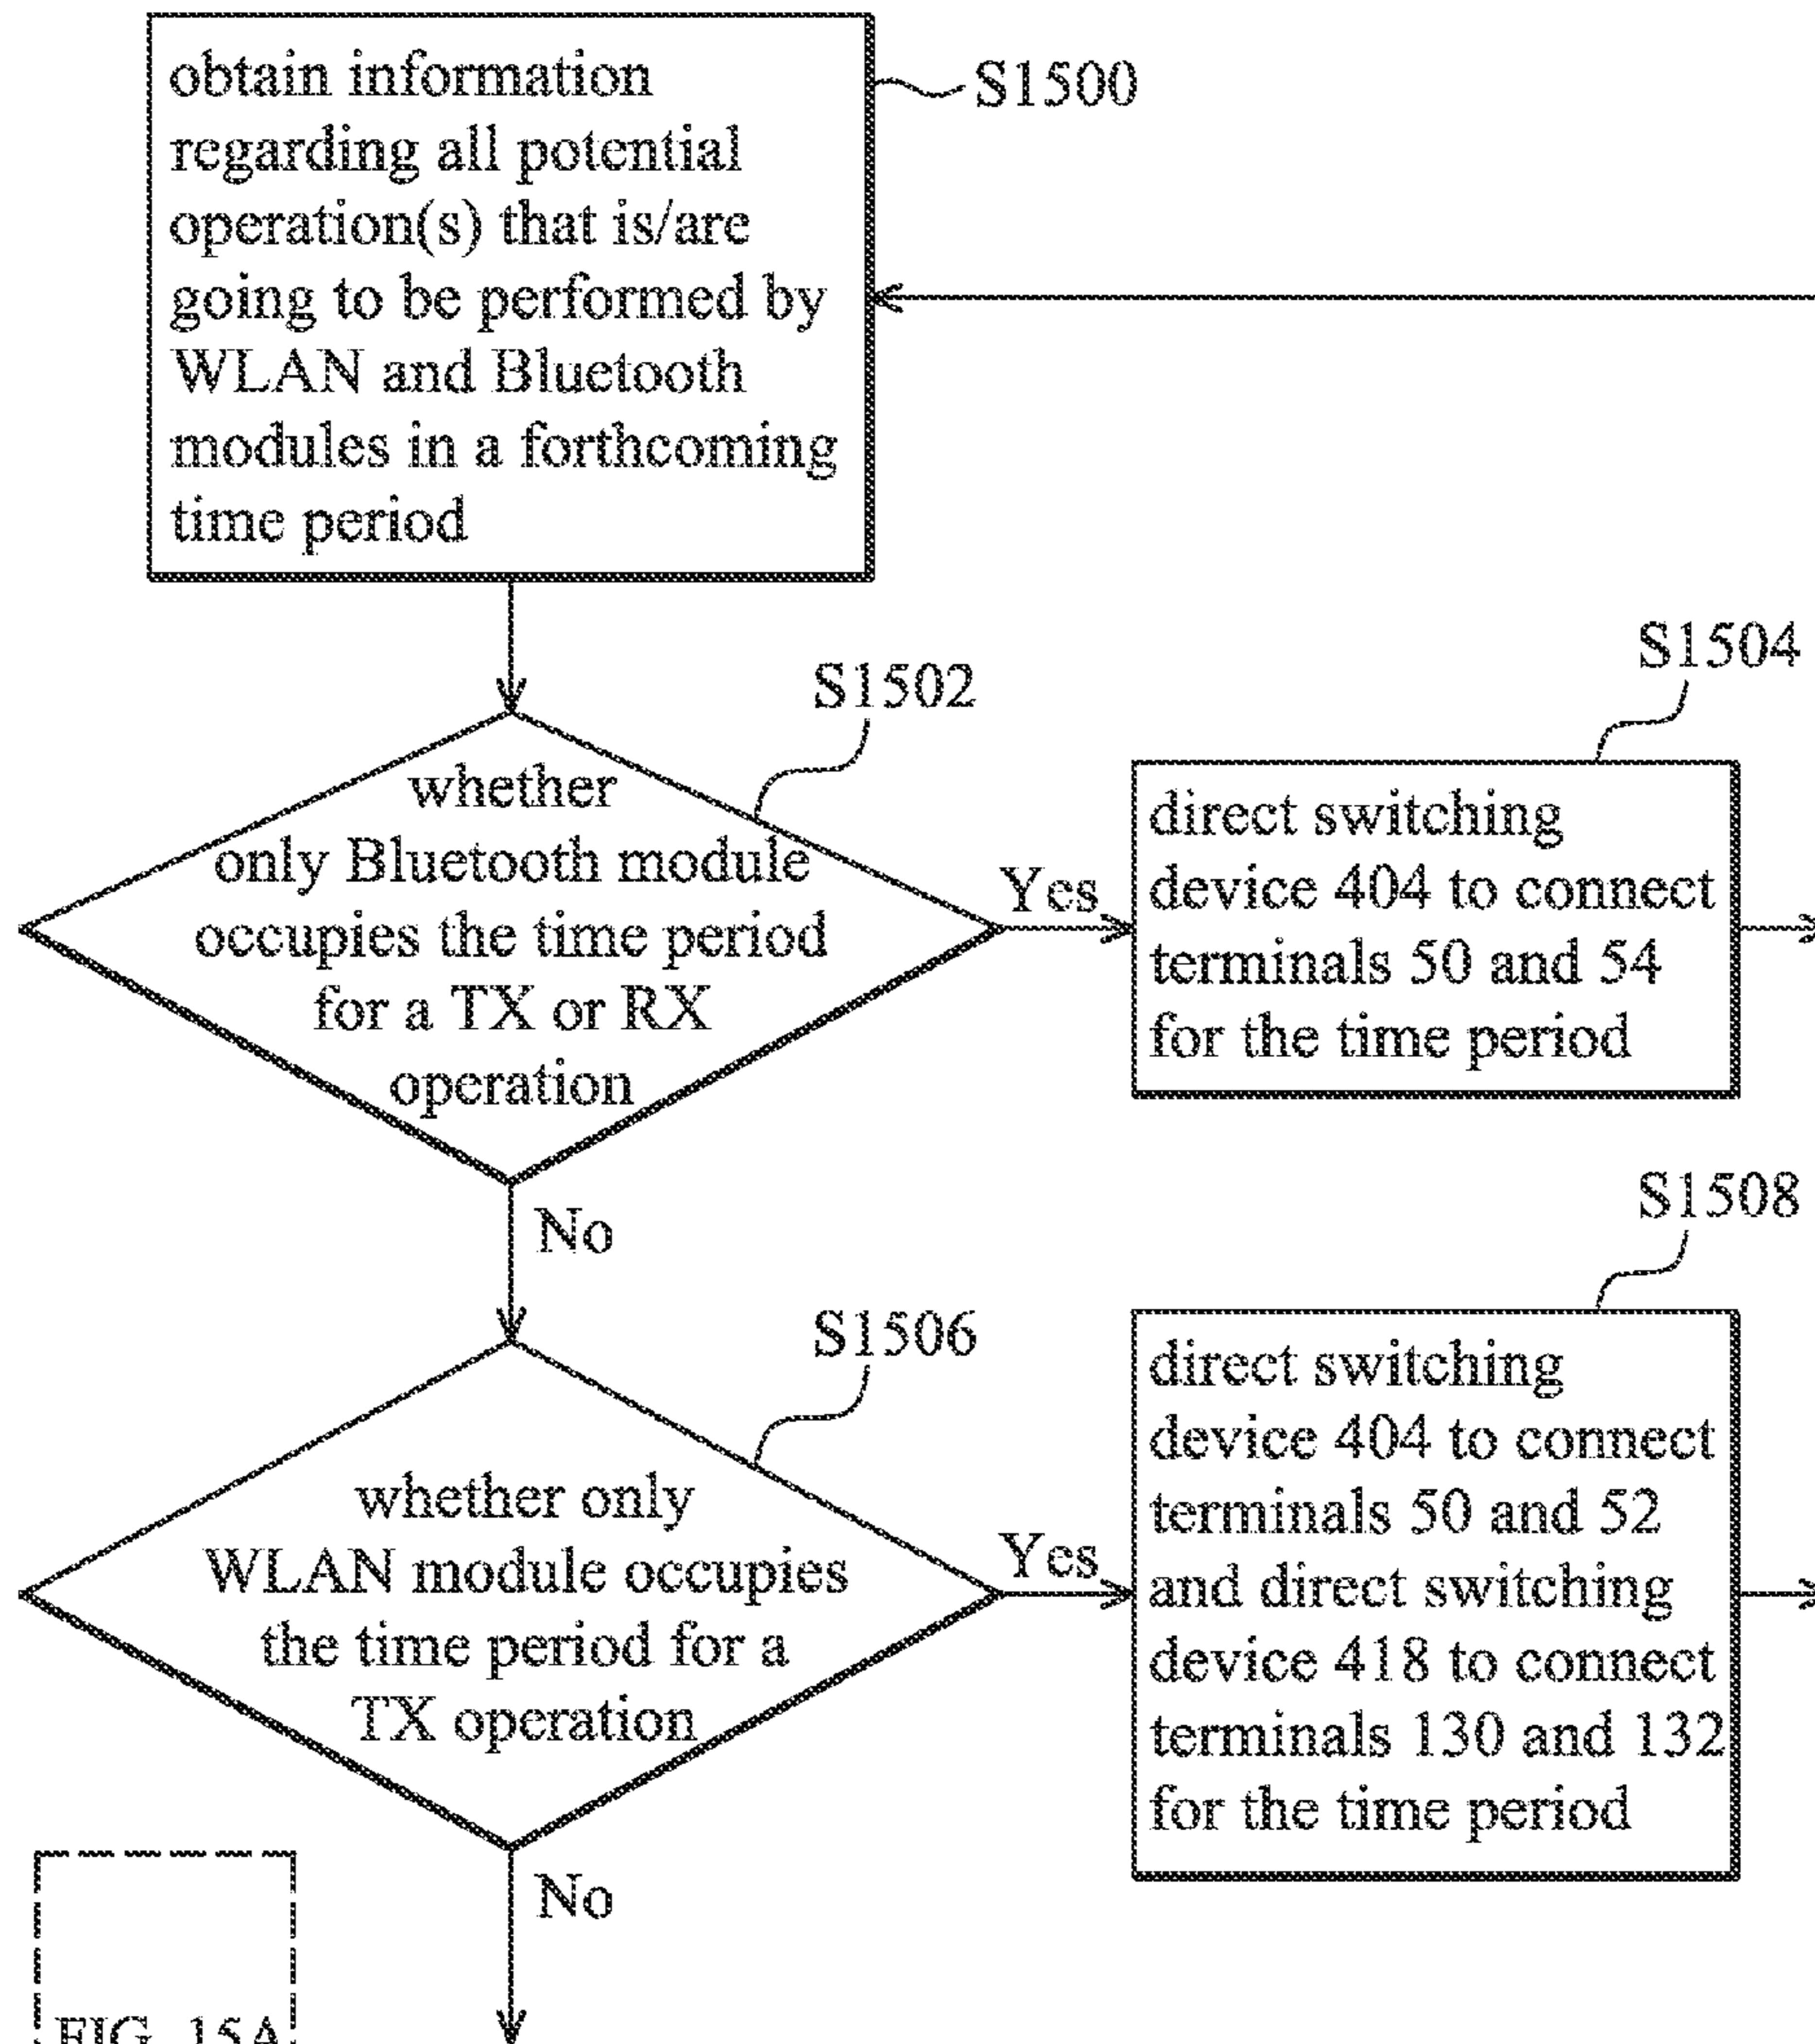 obtain information
regarding all potential
operation(s) that is/are
going to be performed by
WLAN and Bluetooth
modules in a forthcoming
time period
S1500
S1502
whether
only Bluetooth module
occupies the time period
for a TX or RX
operation
Yes
S1504
direct switching
device 404 to connect
terminals 50 and 54
for the time period
No
S1506
whether only
WLAN module occupies
the time period for a
TX operation
Yes
S1508
direct switching
device 404 to connect
terminals 50 and 52
and direct switching
device 418 to connect
terminals 130 and 132
for the time period
No
FIG. 15A